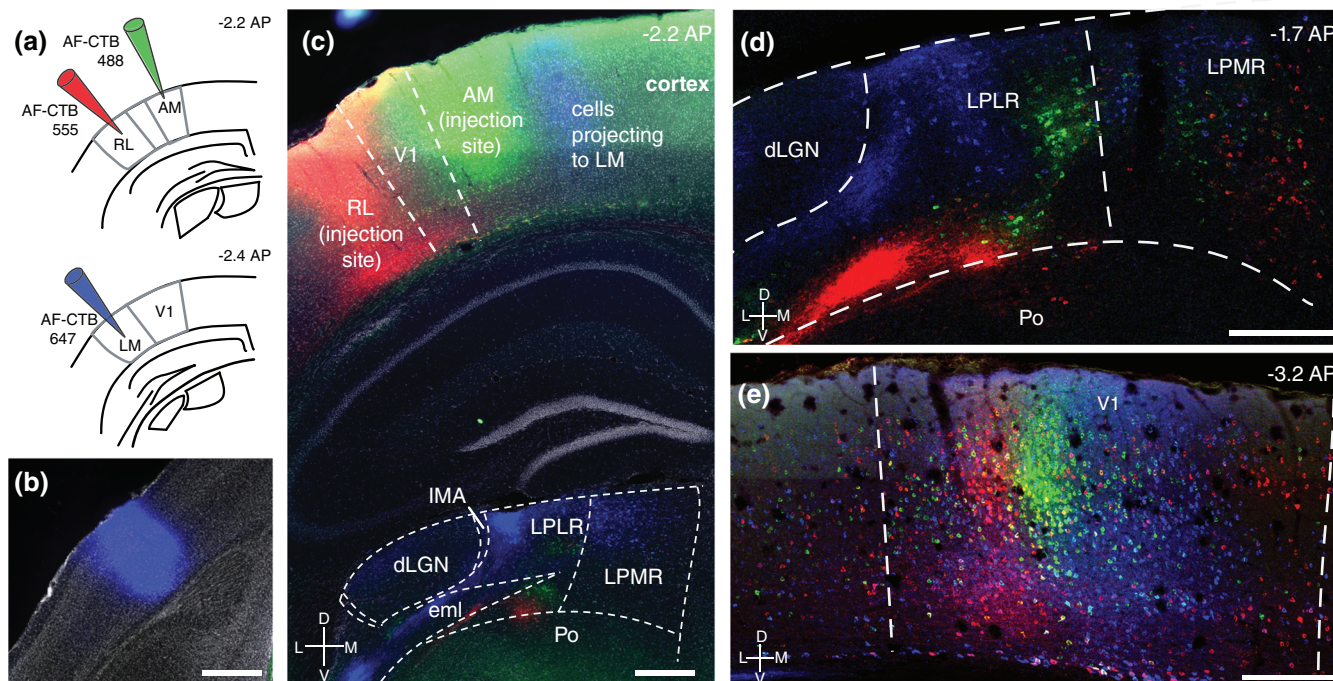 (a)
-2.2 AP
AF-CTB
488
AF-CTB
555
AM
RL
-2.4 AP
AF-CTB
647
V1
LM
(b)
(c)
-2.2 AP
cortex
AM
(injection
site)
cells
projecting
to LM
V1
RL
(injection
site)
IMA
LPLR
dLGN
LPMR
eml
Po
D
L M
V
(d)
-1.7 AP
LPMR
LPLR
dLGN
D
L M
V
Po
(e)
-3.2 AP
V1
D
L M
V